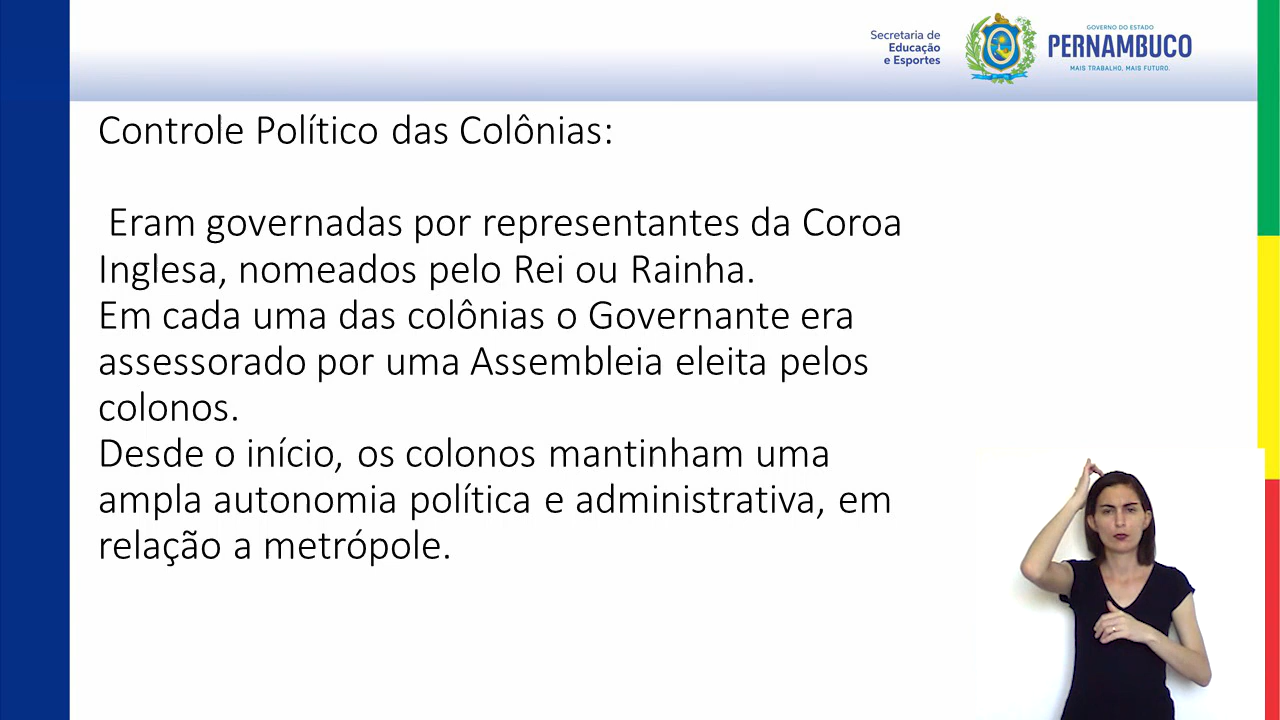 Secretaria de
Educação
e Esportes
GOVERNO DO ESTADO
PERNAMBUCO
MAIS TRABALHO, MAIS FUTURO.
Controle Político das Colônias:
Eram governadas por representantes da Coroa
Inglesa, nomeados pelo Rei ou Rainha.
Em cada uma das colônias o Governante era
assessorado por uma Assembleia eleita pelos
colonos.
Desde o início, os colonos mantinham uma
ampla autonomia política e administrativa, em
relação a metrópole.